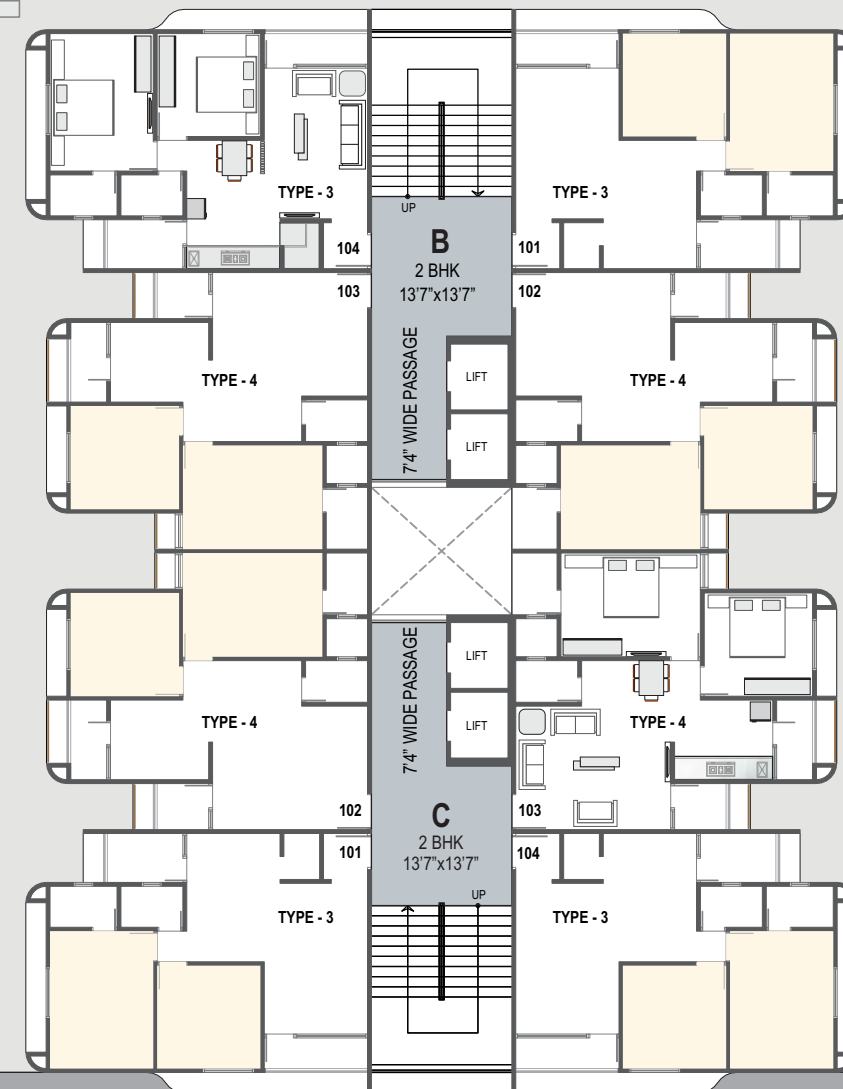 TYPE - 3
TYPE - 3
UP
B
2 BHK
13'7"x13'7"
104
101
103
102
7'4" WIDE PASSAGE
LIFT
TYPE - 4
TYPE - 4
LIFT
7'4" WIDE PASSAGE
LIFT
LIFT
TYPE - 4
TYPE - 4
102
103
C
2 BHK
13'7"x13'7"
101
104
UP
TYPE - 3
TYPE - 3